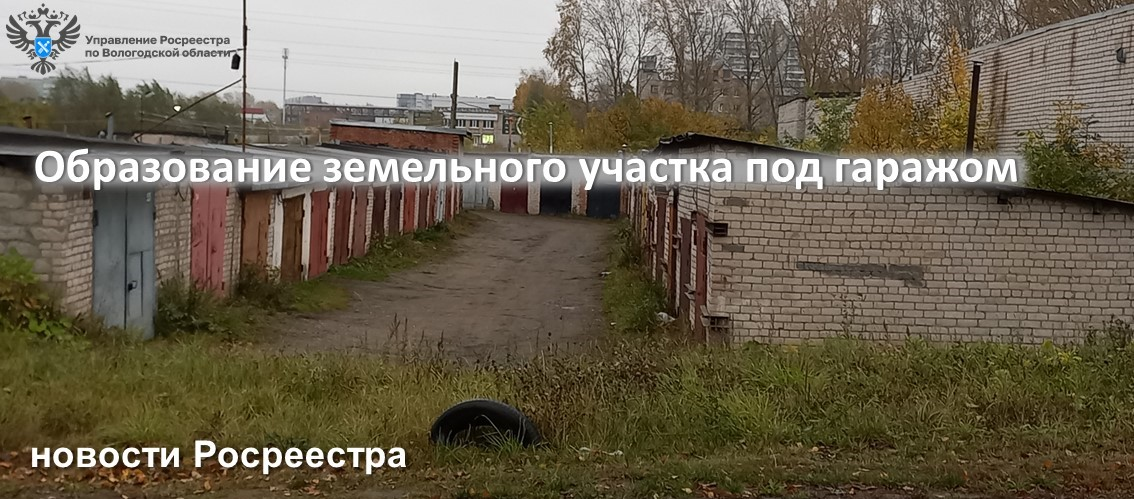 Управление Росреестра
по Вологодской области
Образование земельного участка под гаражом
новости Росреестра